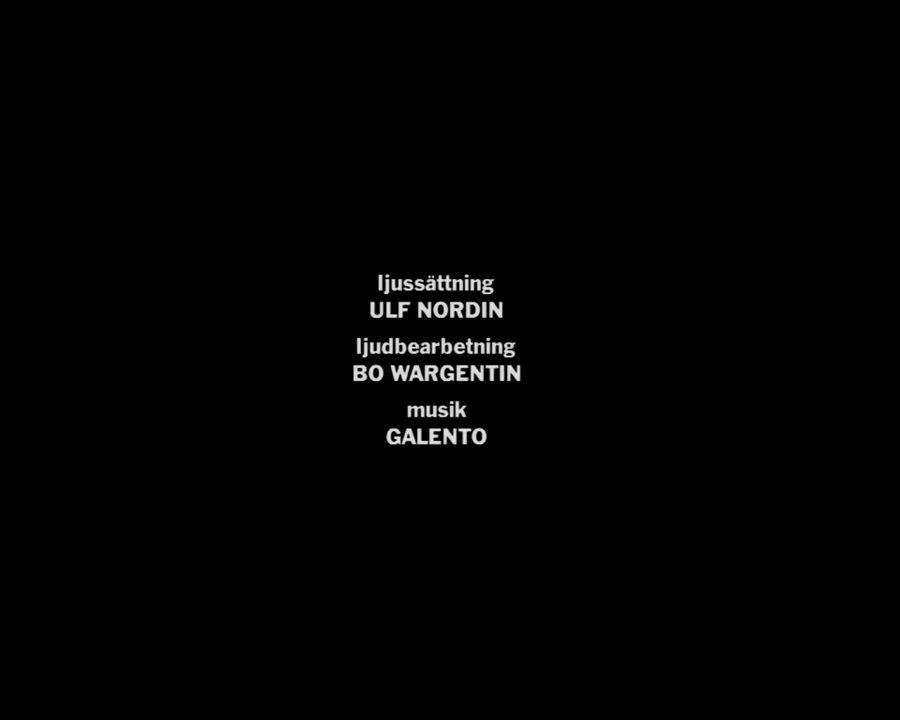 ljussättning
ULF NORDIN
ljudbearbetning
BO WARGENTIN
musik
GALENTO